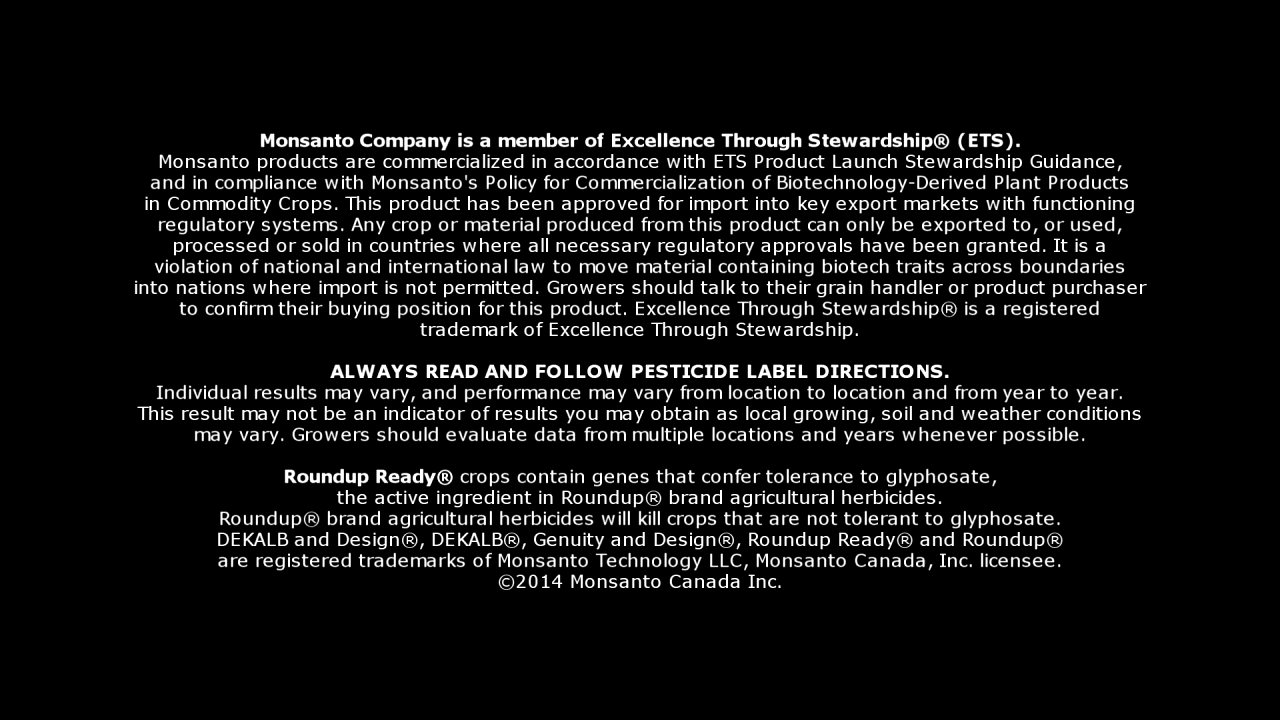 Monsanto Company is a member of Excellence Through Stewardship® (ETS).
Monsanto products are commercialized in accordance with ETS Product Launch Stewardship Guidance,
and in compliance with Monsanto's Policy for Commercialization of Biotechnology-Derived Plant Products
in Commodity Crops. This product has been approved for import into key export markets with functioning
regulatory systems. Any crop or material produced from this product can only be exported to, or used,
processed or sold in countries where all necessary regulatory approvals have been granted. It is a
violation of national and international law to move material containing biotech traits across boundaries
into nations where import is not permitted. Growers should talk to their grain handler or product purchaser
to confirm their buying position for this product. Excellence Through Stewardship® is a registered
trademark of Excellence Through Stewardship.
ALWAYS READ AND FOLLOW PESTICIDE LABEL DIRECTIONS.
Individual results may vary, and performance may vary from location to location and from year to year.
This result may not be an indicator of results you may obtain as local growing, soil and weather conditions
may vary. Growers should evaluate data from multiple locations and years whenever possible.
Roundup Ready® crops contain genes that confer tolerance to glyphosate,
the active ingredient in Roundup® brand agricultural herbicides.
Roundup® brand agricultural herbicides will kill crops that are not tolerant to glyphosate.
DEKALB and Design®, DEKALB®, Genuity and Design®, Roundup Ready® and Roundup®
are registered trademarks of Monsanto Technology LLC, Monsanto Canada, Inc. licensee.
©2014 Monsanto Canada Inc.